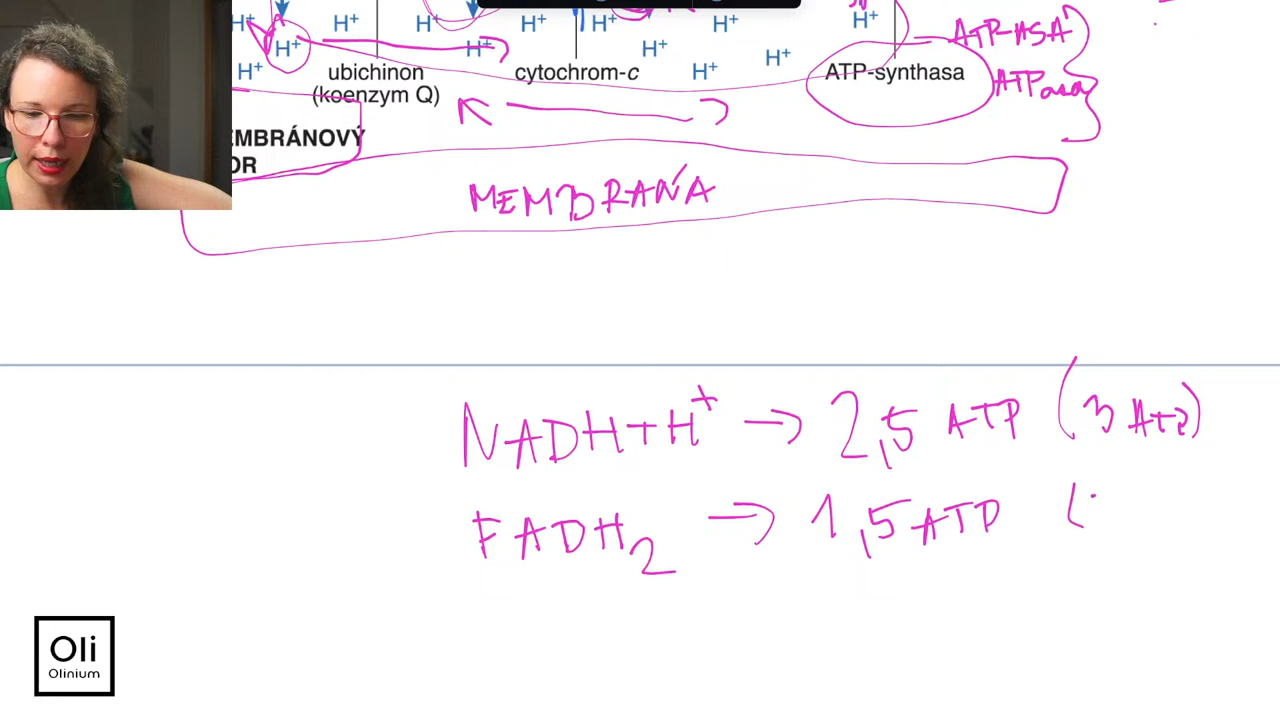 H⁺ H⁺ H⁺ H⁺ H⁺ H⁺ H⁺ ATP-ASA
H⁺ H⁺ H⁺ H⁺
H⁺ ubichinon cytochrom-c H⁺ ATP-synthasa ATPasa
(koenzym Q)
EMBRÁNOVÝ
OR
MEMBRÁNA
NADH+H⁺ → 2,5 ATP (3 ATP)
FADH₂ → 1,5 ATP (
Oli
Olinium